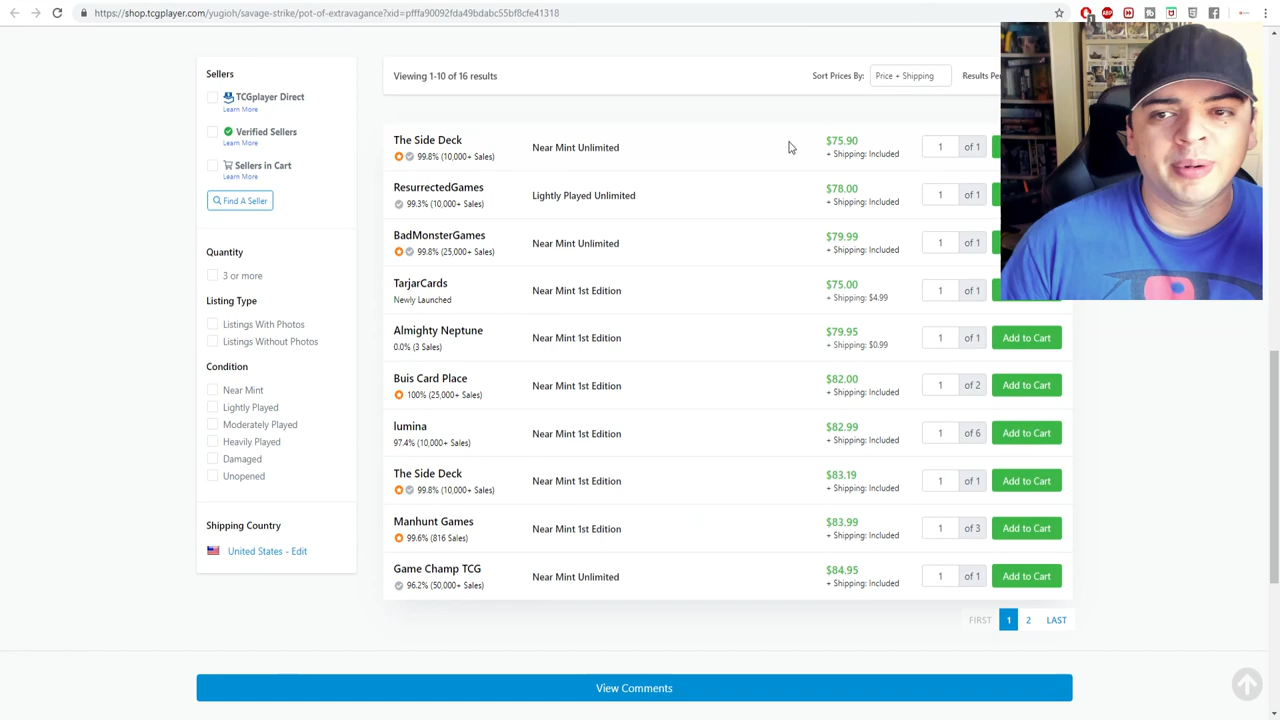 https://shop.tcgplayer.com/yugioh/savage-strike/pot-of-extravagance?xid=pfffa90092fda49bdabc55bf8cfe41318
Sellers
TCGplayer Direct
Learn More
Verified Sellers
Learn More
Sellers in Cart
Learn More
Find A Seller
Quantity
3 or more
Listing Type
Listings With Photos
Listings Without Photos
Condition
Near Mint
Lightly Played
Moderately Played
Heavily Played
Damaged
Unopened
Shipping Country
United States - Edit
Viewing 1-10 of 16 results
Sort Prices By: Price + Shipping Results Pe
The Side Deck
99.8% (10,000+ Sales)
Near Mint Unlimited
$75.90
+ Shipping: Included
1 of 1
ResurrectedGames
99.3% (10,000+ Sales)
Lightly Played Unlimited
$78.00
+ Shipping: Included
1 of 1
BadMonsterGames
99.8% (25,000+ Sales)
Near Mint Unlimited
$79.99
+ Shipping: Included
1 of 1
TarjarCards
Newly Launched
Near Mint 1st Edition
$75.00
+ Shipping: $4.99
1 of 1
Almighty Neptune
0.0% (3 Sales)
Near Mint 1st Edition
$79.95
+ Shipping: $0.99
1 of 1 Add to Cart
Buis Card Place
100% (25,000+ Sales)
Near Mint 1st Edition
$82.00
+ Shipping: Included
1 of 2 Add to Cart
lumina
97.4% (10,000+ Sales)
Near Mint 1st Edition
$82.99
+ Shipping: Included
1 of 6 Add to Cart
The Side Deck
99.8% (10,000+ Sales)
Near Mint 1st Edition
$83.19
+ Shipping: Included
1 of 1 Add to Cart
Manhunt Games
99.6% (816 Sales)
Near Mint 1st Edition
$83.99
+ Shipping: Included
1 of 3 Add to Cart
Game Champ TCG
96.2% (50,000+ Sales)
Near Mint Unlimited
$84.95
+ Shipping: Included
1 of 1 Add to Cart
FIRST 1 2 LAST
View Comments